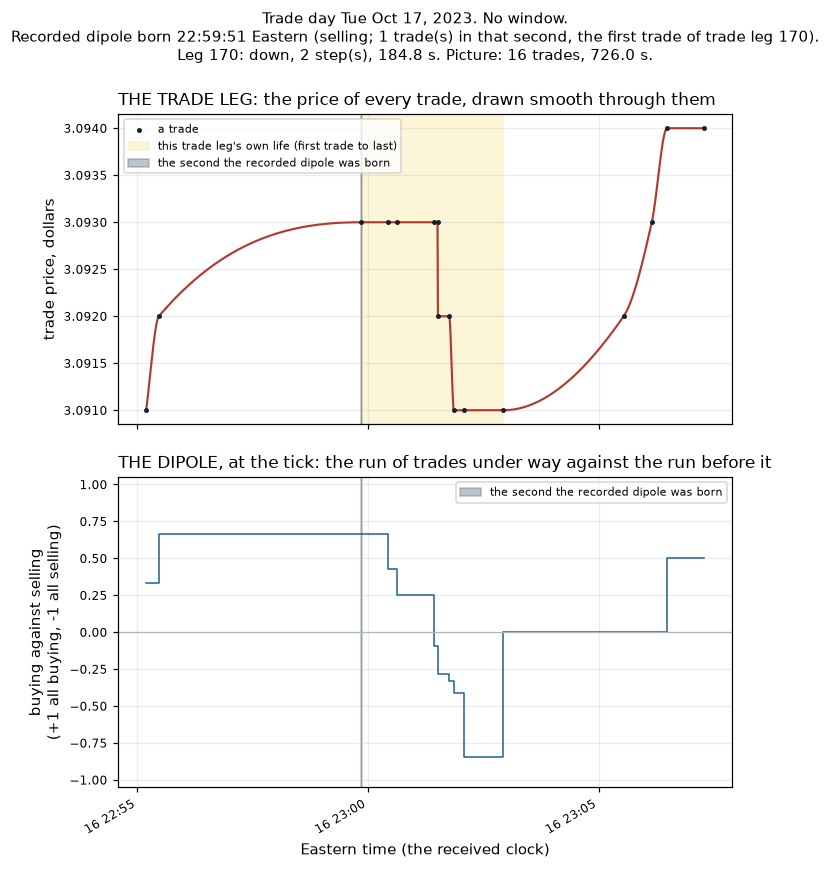 Trade day Tue Oct 17, 2023. No window.
Recorded dipole born 22:59:51 Eastern (selling; 1 trade(s) in that second, the first trade of trade leg 170).
Leg 170: down, 2 step(s), 184.8 s. Picture: 16 trades, 726.0 s.
THE TRADE LEG: the price of every trade, drawn smooth through them
a trade
this trade leg's own life (first trade to last)
the second the recorded dipole was born
trade price, dollars
3.0940
3.0935
3.0930
3.0925
3.0920
3.0915
3.0910
THE DIPOLE, at the tick: the run of trades under way against the run before it
the second the recorded dipole was born
buying against selling
(+1 all buying, -1 all selling)
1.00
0.75
0.50
0.25
0.00
−0.25
−0.50
−0.75
−1.00
16 22:55
16 23:00
16 23:05
Eastern time (the received clock)